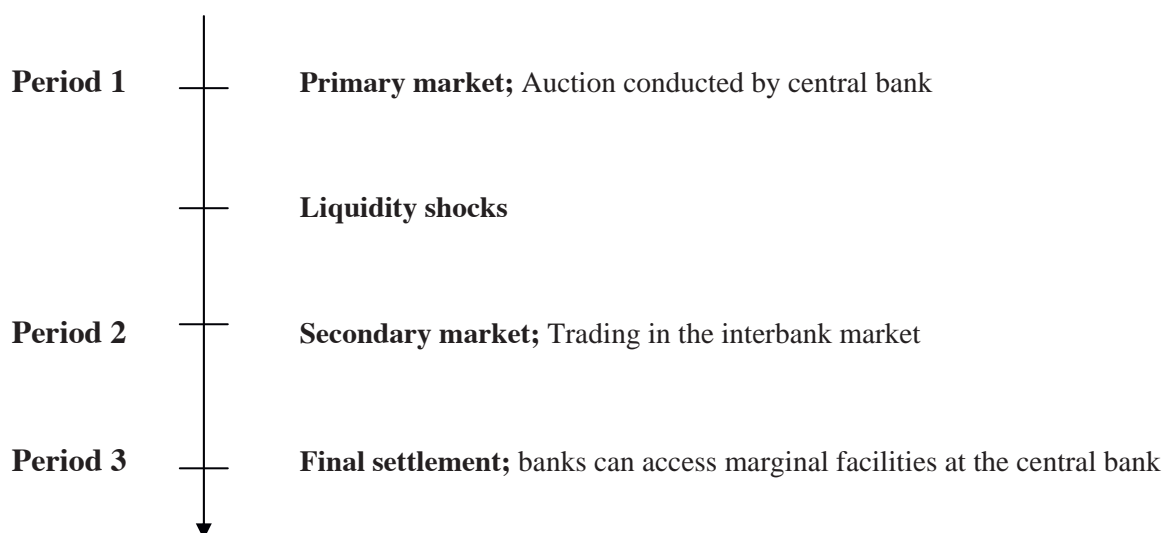 Period 1 Primary market; Auction conducted by central bank
Liquidity shocks
Period 2 Secondary market; Trading in the interbank market
Period 3 Final settlement; banks can access marginal facilities at the central bank